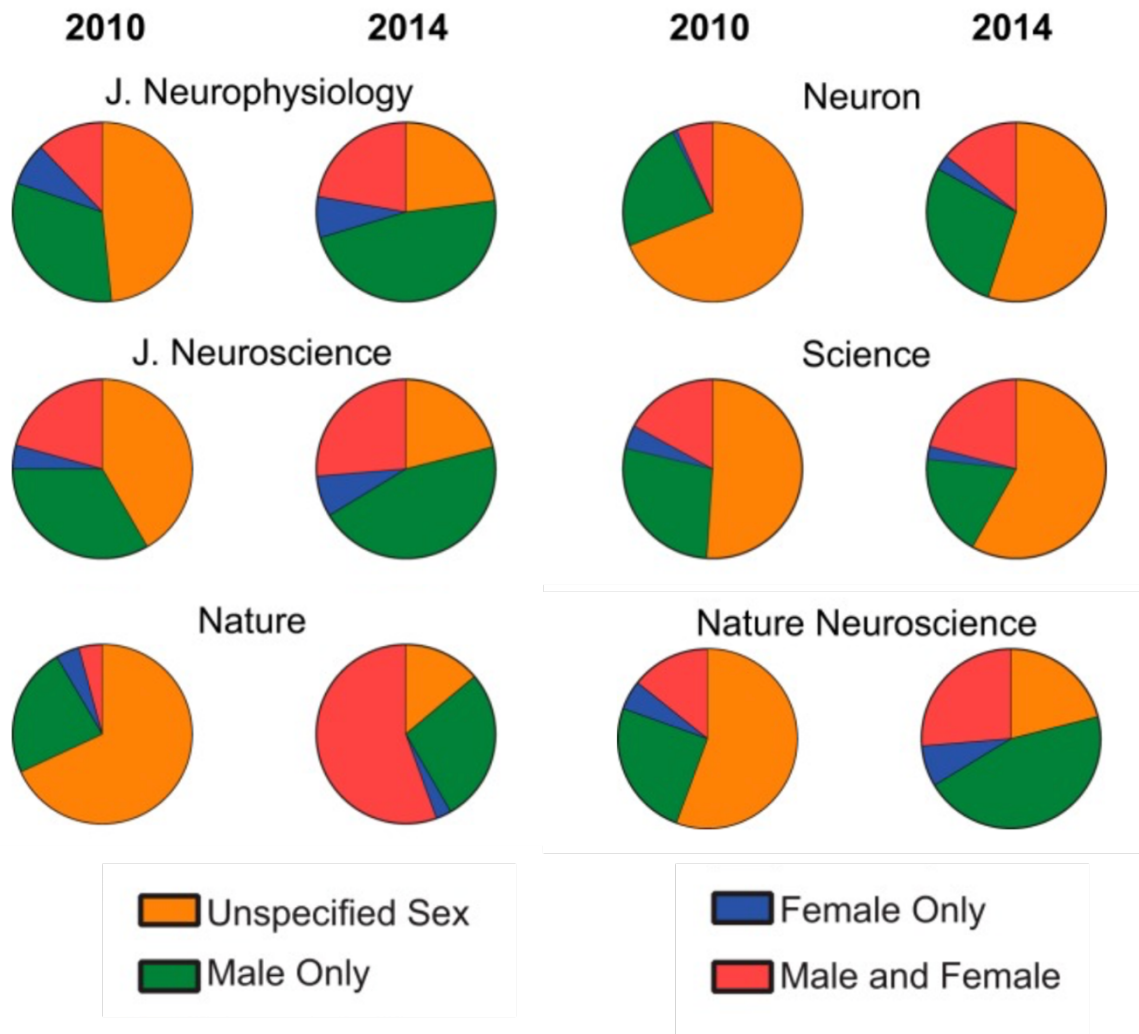 2010 2014 2010 2014
J. Neurophysiology
Neuron
J. Neuroscience
Science
Nature
Nature Neuroscience
Unspecified Sex
Male Only
Female Only
Male and Female